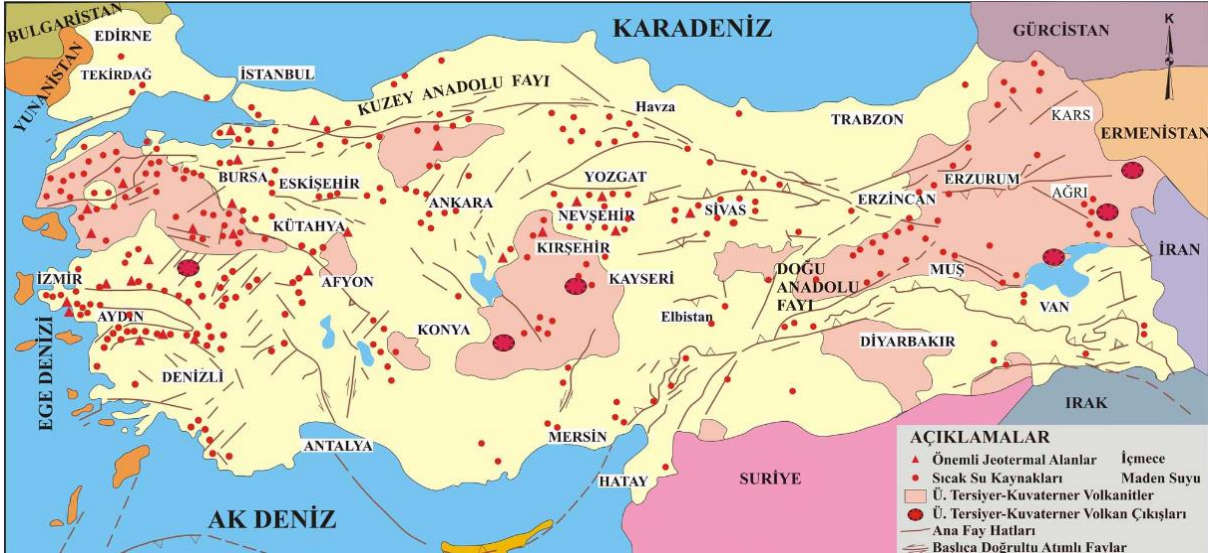 BULGARİSTAN
EDİRNE
KARADENİZ
GÜRCİSTAN
K
YUNANİSTAN
TEKİRDAĞ
İSTANBUL
KUZEY ANADOLU FAYI
Havza
TRABZON
KARS
ERMENİSTAN
BURSA
ESKİŞEHİR
ANKARA
YOZGAT
SİVAS
ERZİNCAN
ERZURUM
AĞRI
KÜTAHYA
NEVŞEHİR
KIRŞEHİR
İRAN
İZMİR
AFYON
KAYSERİ
DOĞU
ANADOLU
FAYI
MUŞ
VAN
AYDIN
KONYA
Elbistan
DİYARBAKIR
EGE DENİZİ
DENİZLİ
ANTALYA
MERSİN
HATAY
SURİYE
IRAK
AK DENİZ
AÇIKLAMALAR
Önemli Jeotermal Alanlar İçmece
Sıcak Su Kaynakları Maden Suyu
Ü. Tersiyer-Kuvaterner Volkanitler
Ü. Tersiyer-Kuvaterner Volkan Çıkışları
Ana Fay Hatları
Başlıca Doğrultu Atımlı Faylar